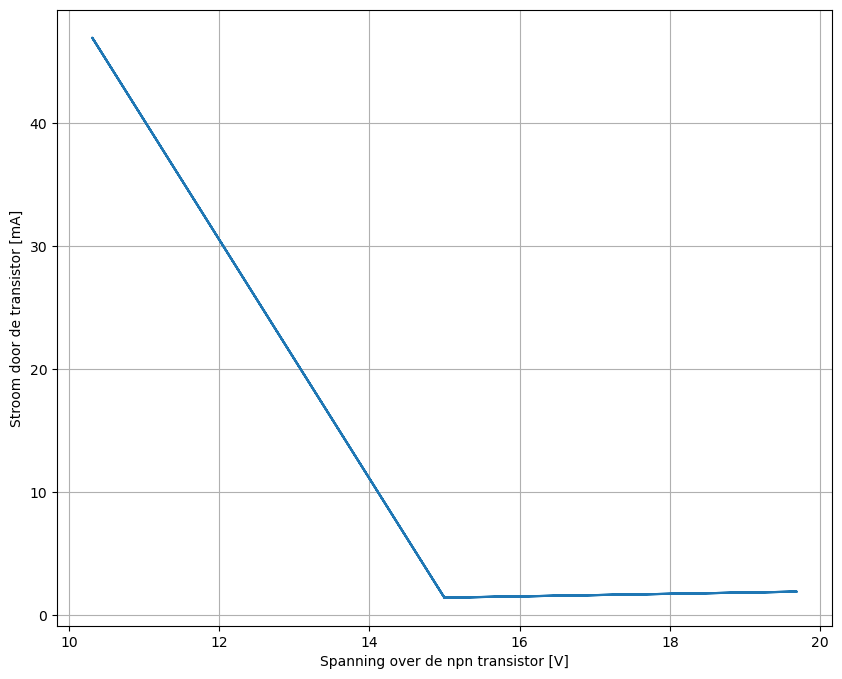 40
30
20
10
0
Stroom door de transistor [mA]
10 12 14 16 18 20
Spanning over de npn transistor [V]